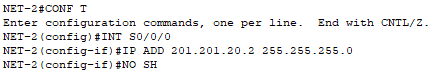 NET-2#CONF T
Enter configuration commands, one per line.  End with CNTL/Z.
NET-2(config)#INT S0/0/0
NET-2(config-if)#IP ADD 201.201.20.2 255.255.255.0
NET-2(config-if)#NO SH